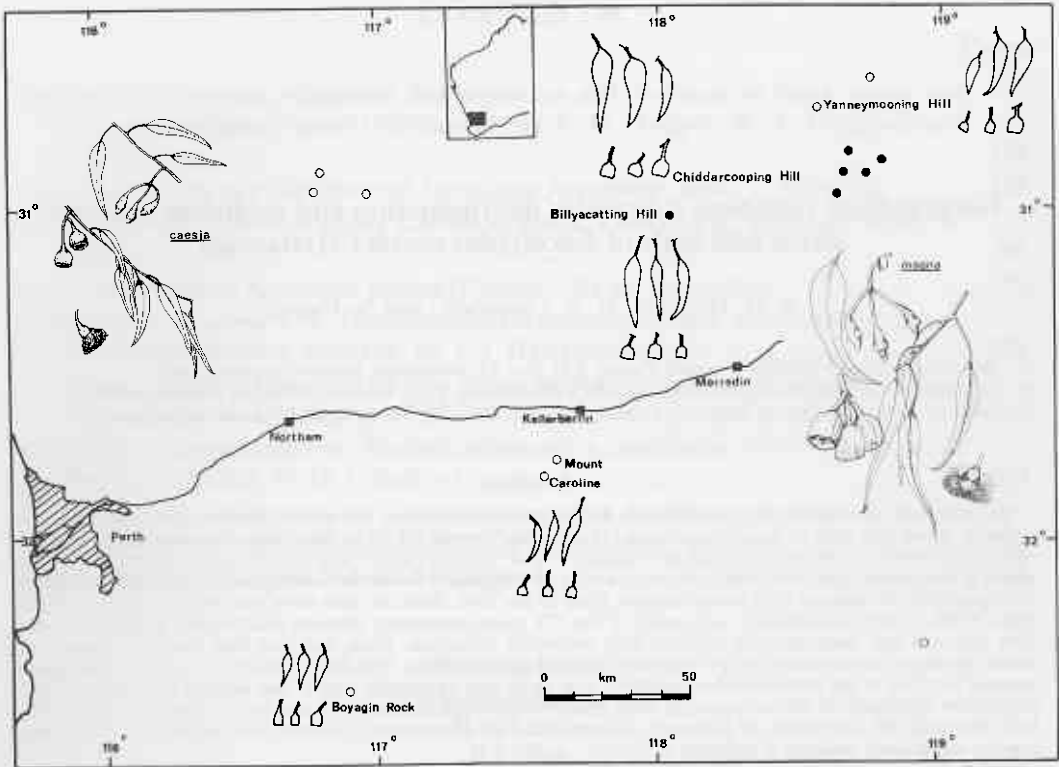 116°
117°
118°
119°
Yanneymooning Hill
Chiddarcooping Hill
31°
Billyacatting Hill
31°
caesia
magna
Merredin
Kellerberrin
Northam
Mount
Caroline
Perth
32°
32°
0 km 50
Boyagin Rock
116°
117°
118°
119°